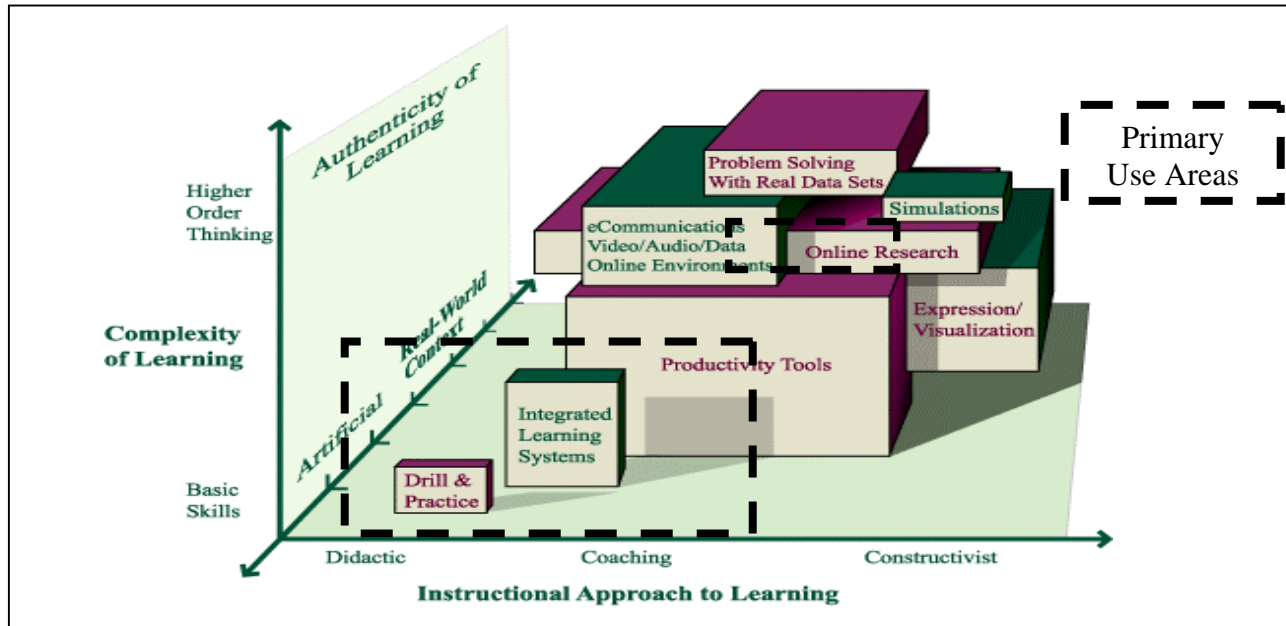 Authenticity of
Learning
Higher
Order
Thinking
Complexity
of Learning
Basic
Skills
Artificial
Real-World
Context
Problem Solving
With Real Data Sets
Simulations
eCommunications
Video/Audio/Data
Online Environments
Online Research
Expression/
Visualization
Productivity Tools
Integrated
Learning
Systems
Drill &
Practice
Primary
Use Areas
Didactic
Coaching
Constructivist
Instructional Approach to Learning